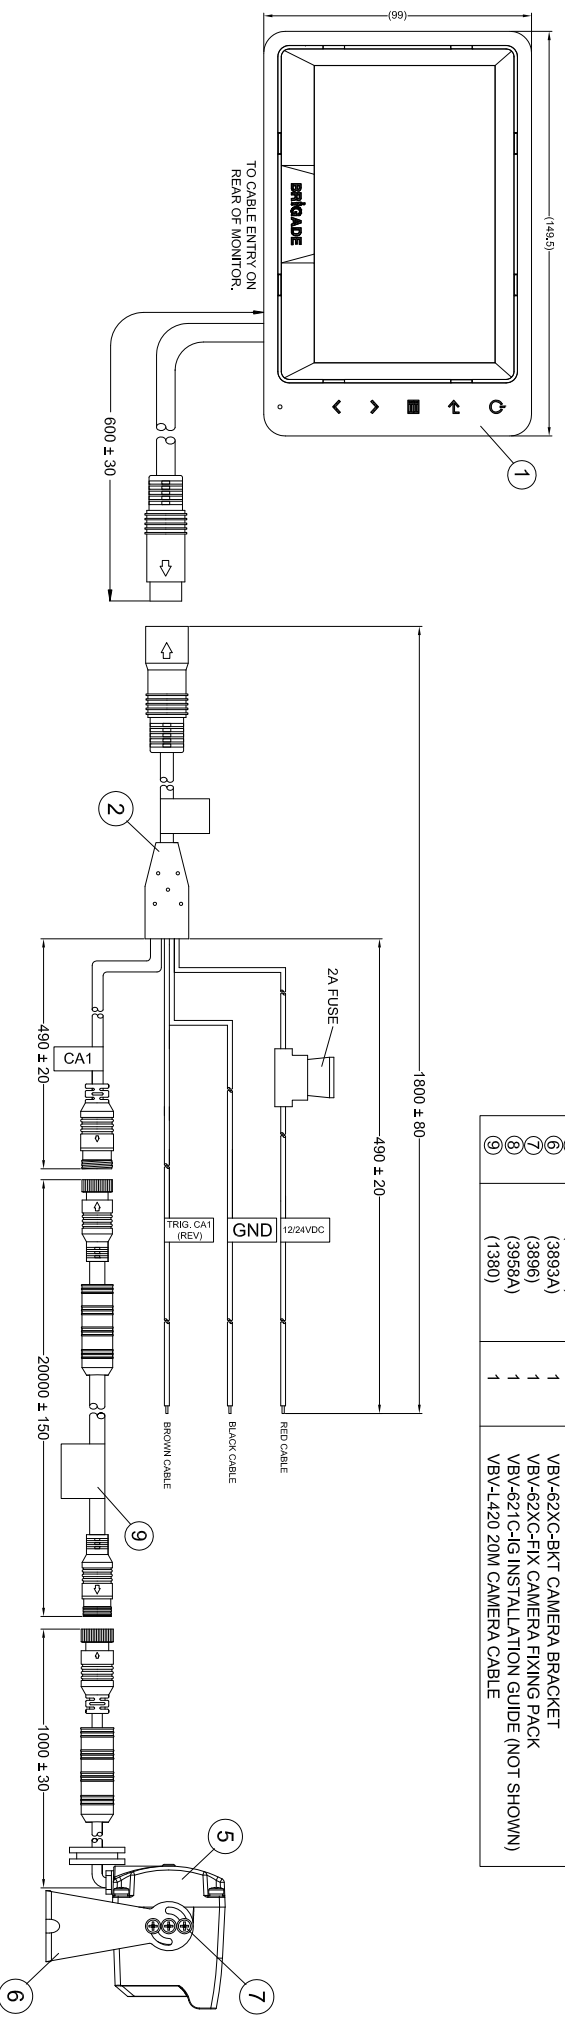 (99)
(149.5)
BRIGADE
TO CABLE ENTRY ON
REAR OF MONITOR.
1
600 ± 30
1800 ± 80
2
490 ± 20
2A FUSE
490 ± 20
CA1
TRIG. CA1
(REV)
GND
12/24VDC
BROWN CABLE
BLACK CABLE
RED CABLE
20000 ± 150
9
1000 ± 30
5
6
7
6 (3893A) 1 VBV-62XC-BKT CAMERA BRACKET
7 (3896) 1 VBV-62XC-FIX CAMERA FIXING PACK
8 (3958A) 1 VBV-621C-IG INSTALLATION GUIDE (NOT SHOWN)
9 (1380) 1 VBV-L420 20M CAMERA CABLE